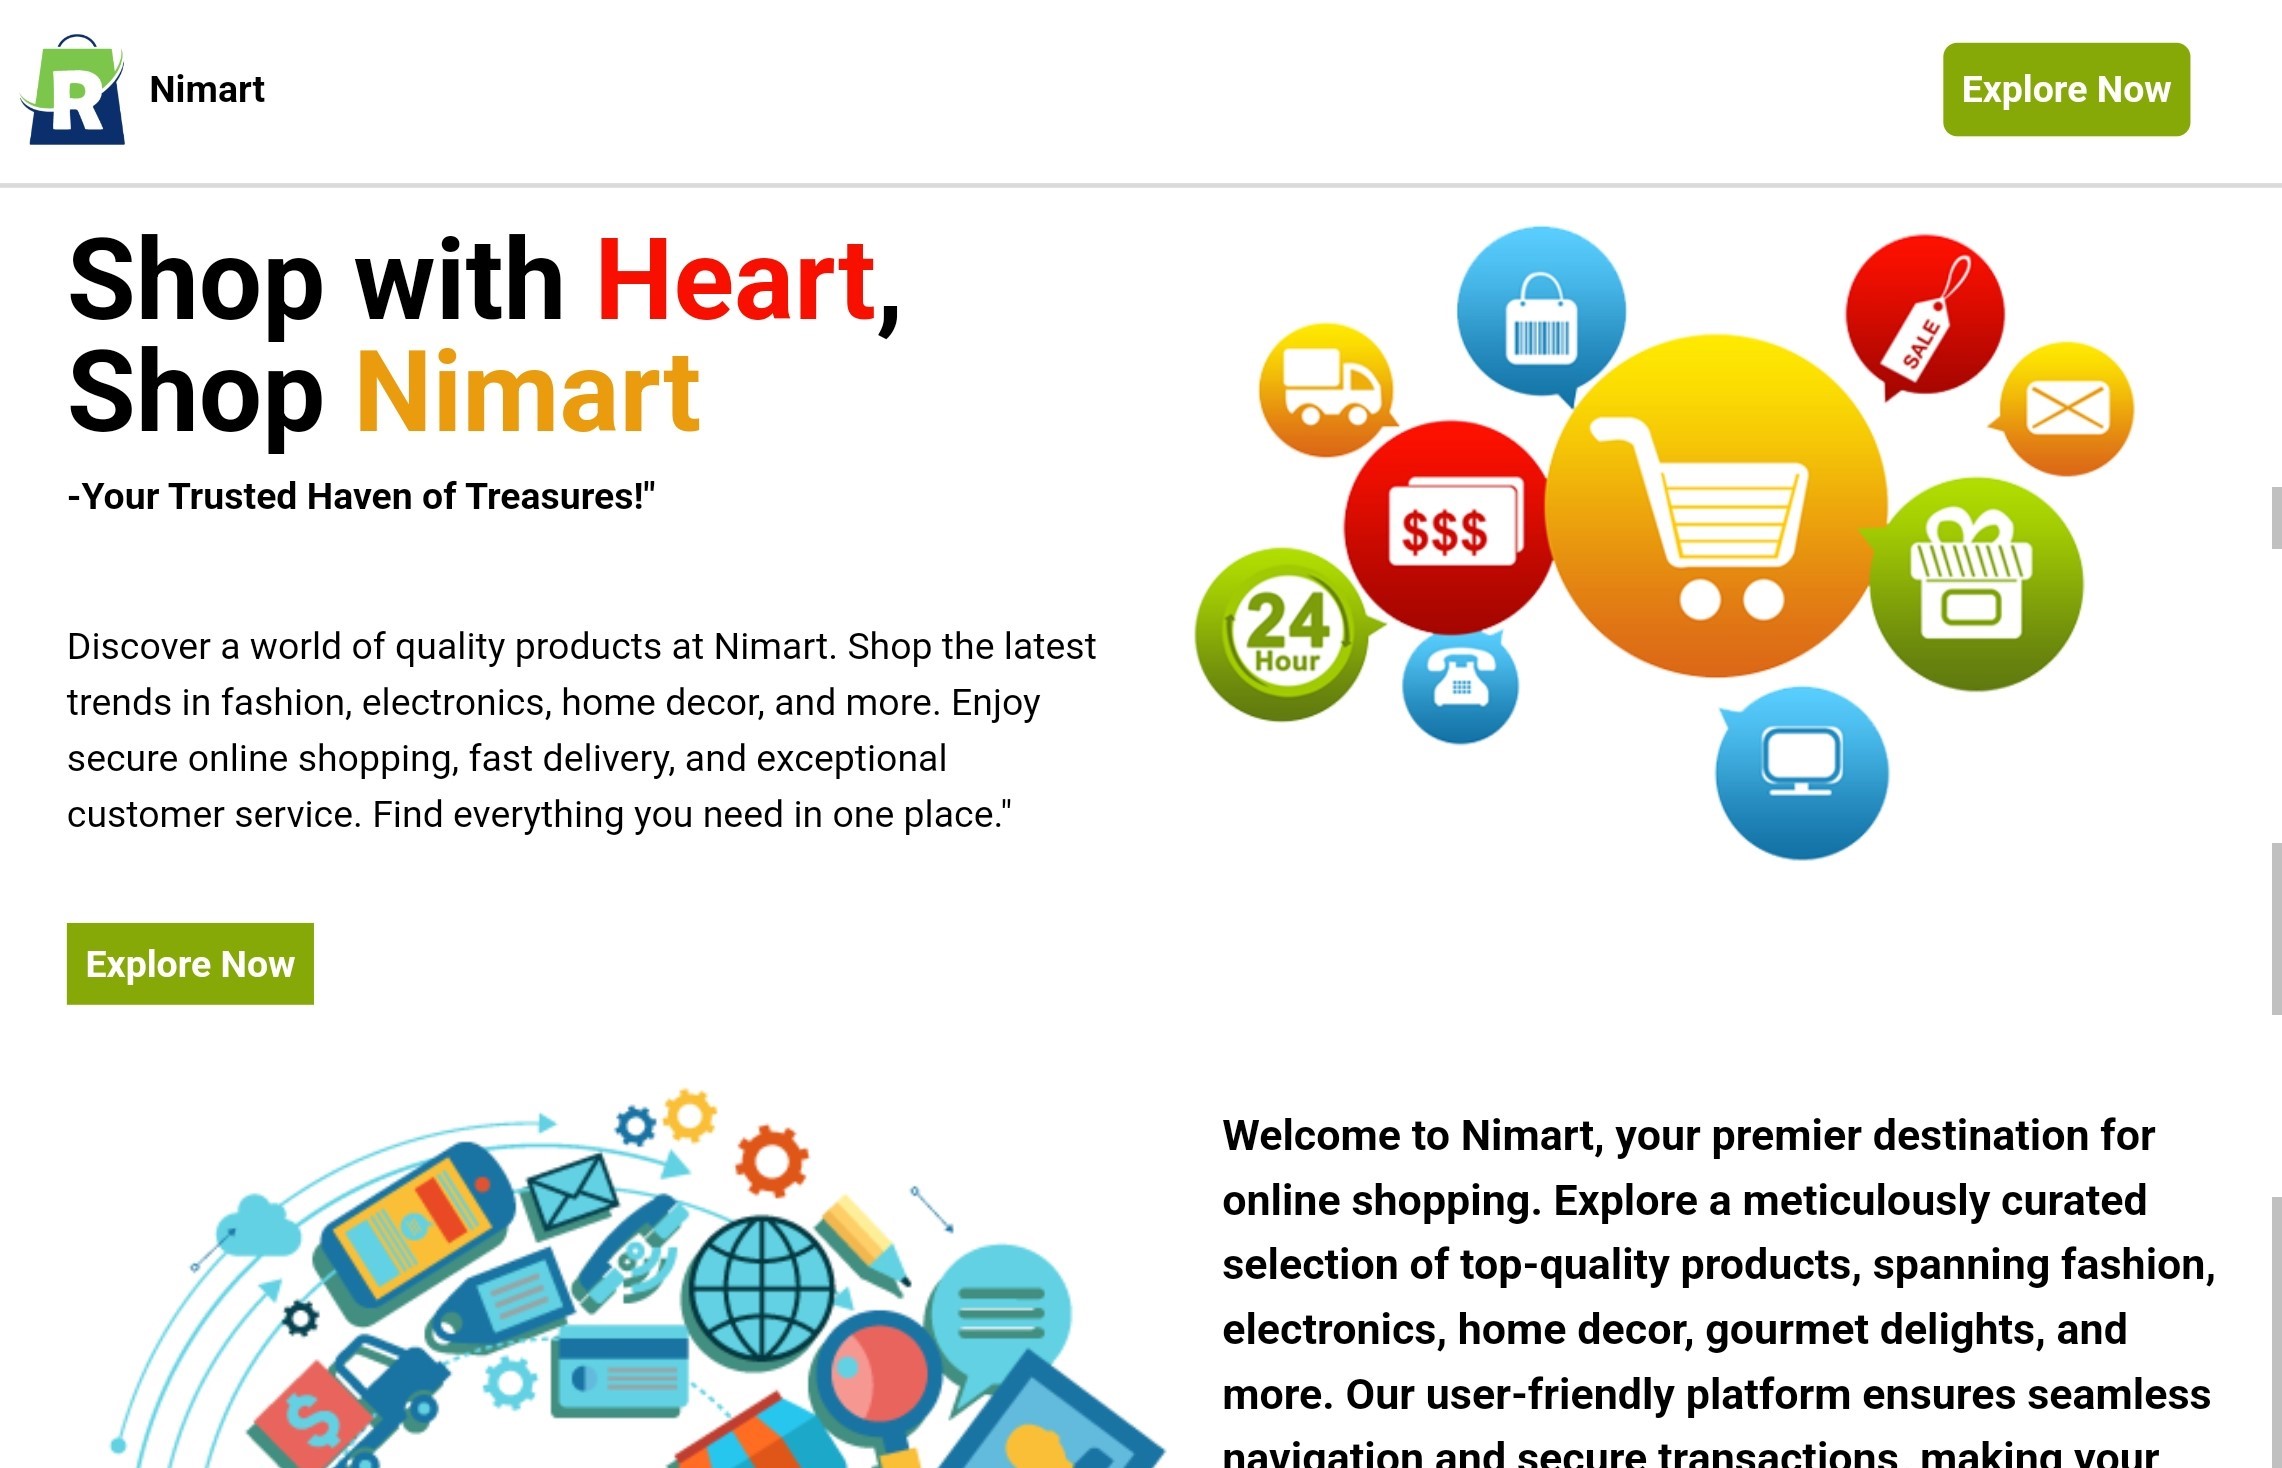 R
Nimart
Explore Now
Shop with Heart,
Shop Nimart
-Your Trusted Haven of Treasures!"
Discover a world of quality products at Nimart. Shop the latest
trends in fashion, electronics, home decor, and more. Enjoy
secure online shopping, fast delivery, and exceptional
customer service. Find everything you need in one place."
Explore Now
SALE
$$$
24
Hour
$
Welcome to Nimart, your premier destination for
online shopping. Explore a meticulously curated
selection of top-quality products, spanning fashion,
electronics, home decor, gourmet delights, and
more. Our user-friendly platform ensures seamless
navigation and secure transactions, making your